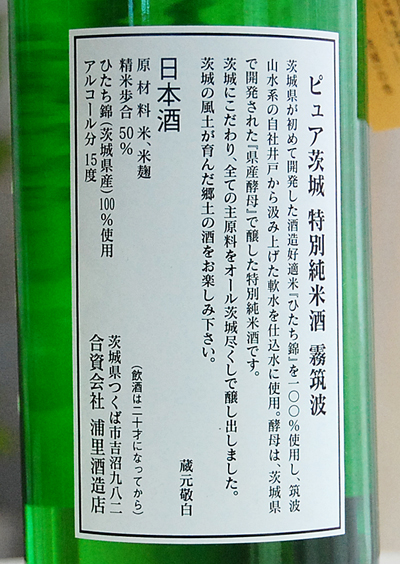 ピュア茨城 特別純米酒 霧筑波
茨城県が初めて開発した酒造好適米『ひたち錦』を一〇〇％使用し、筑波
山水系の自社井戸から汲み上げた軟水を仕込水に使用。酵母は、茨城県
で開発された『県産酵母』で醸した特別純米酒です。
茨城にこだわり、全ての主原料をオール茨城尽くしで醸し出しました。
茨城の風土が育んだ郷土の酒をお楽しみ下さい。
蔵元敬白
日本酒
原材料 米、米麹
精米歩合 50％
ひたち錦（茨城県産）100％使用
アルコール分 15度
（飲酒は二十才になってから）
茨城県つくば市吉沼九八二
合資会社 浦里酒造店